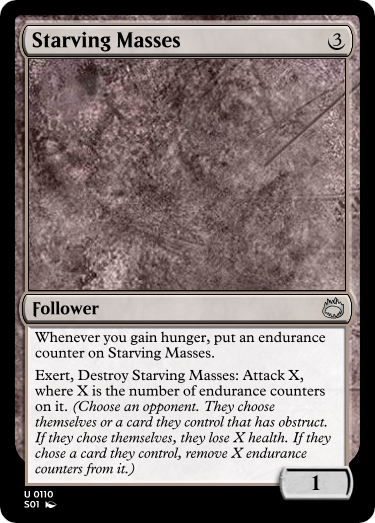 Starving Masses
3
Follower
Whenever you gain hunger, put an endurance
counter on Starving Masses.
Exert, Destroy Starving Masses: Attack X,
where X is the number of endurance counters
on it. (Choose an opponent. They choose
themselves or a card they control that has obstruct.
If they chose themselves, they lose X health. If they
chose a card they control, remove X endurance
counters from it.)
1
U 0110
S01